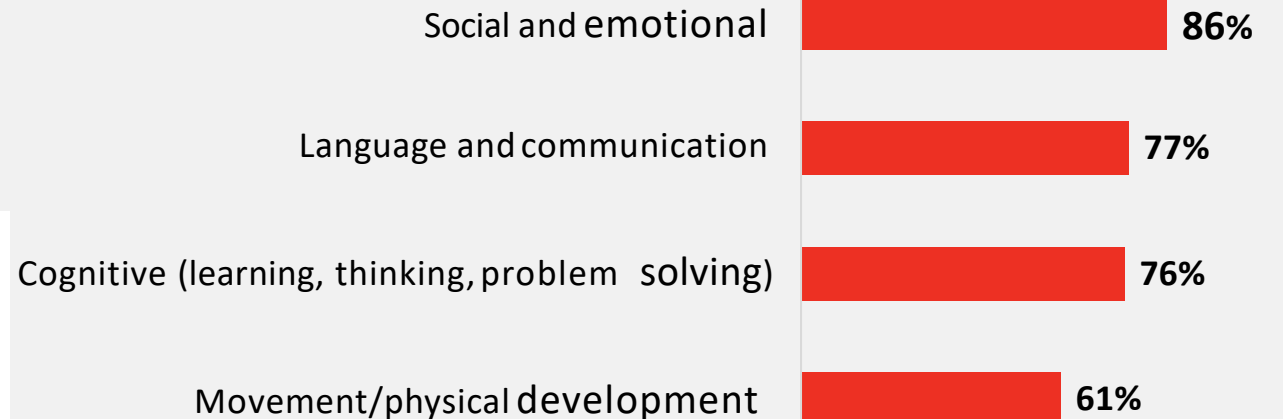 Social and emotional 86%
Language and communication 77%
Cognitive (learning, thinking, problem solving) 76%
Movement/physical development 61%